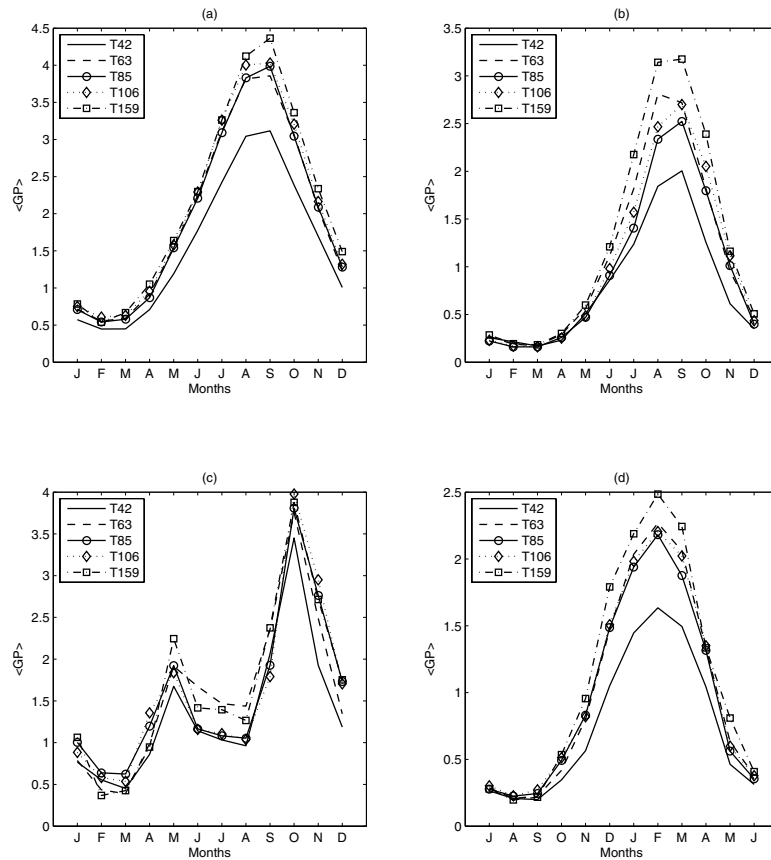 (a)
4.5
4
3.5
3
2.5
2
1.5
1
0.5
0
<GP>
T42
T63
T85
T106
T159
J F M A M J J A S O N D
Months
(b)
3.5
3
2.5
2
1.5
1
0.5
0
<GP>
T42
T63
T85
T106
T159
J F M A M J J A S O N D
Months
(c)
4
3.5
3
2.5
2
1.5
1
0.5
0
<GP>
T42
T63
T85
T106
T159
J F M A M J J A S O N D
Months
(d)
2.5
2
1.5
1
0.5
0
<GP>
T42
T63
T85
T106
T159
J A S O N D J F M A M J
Months